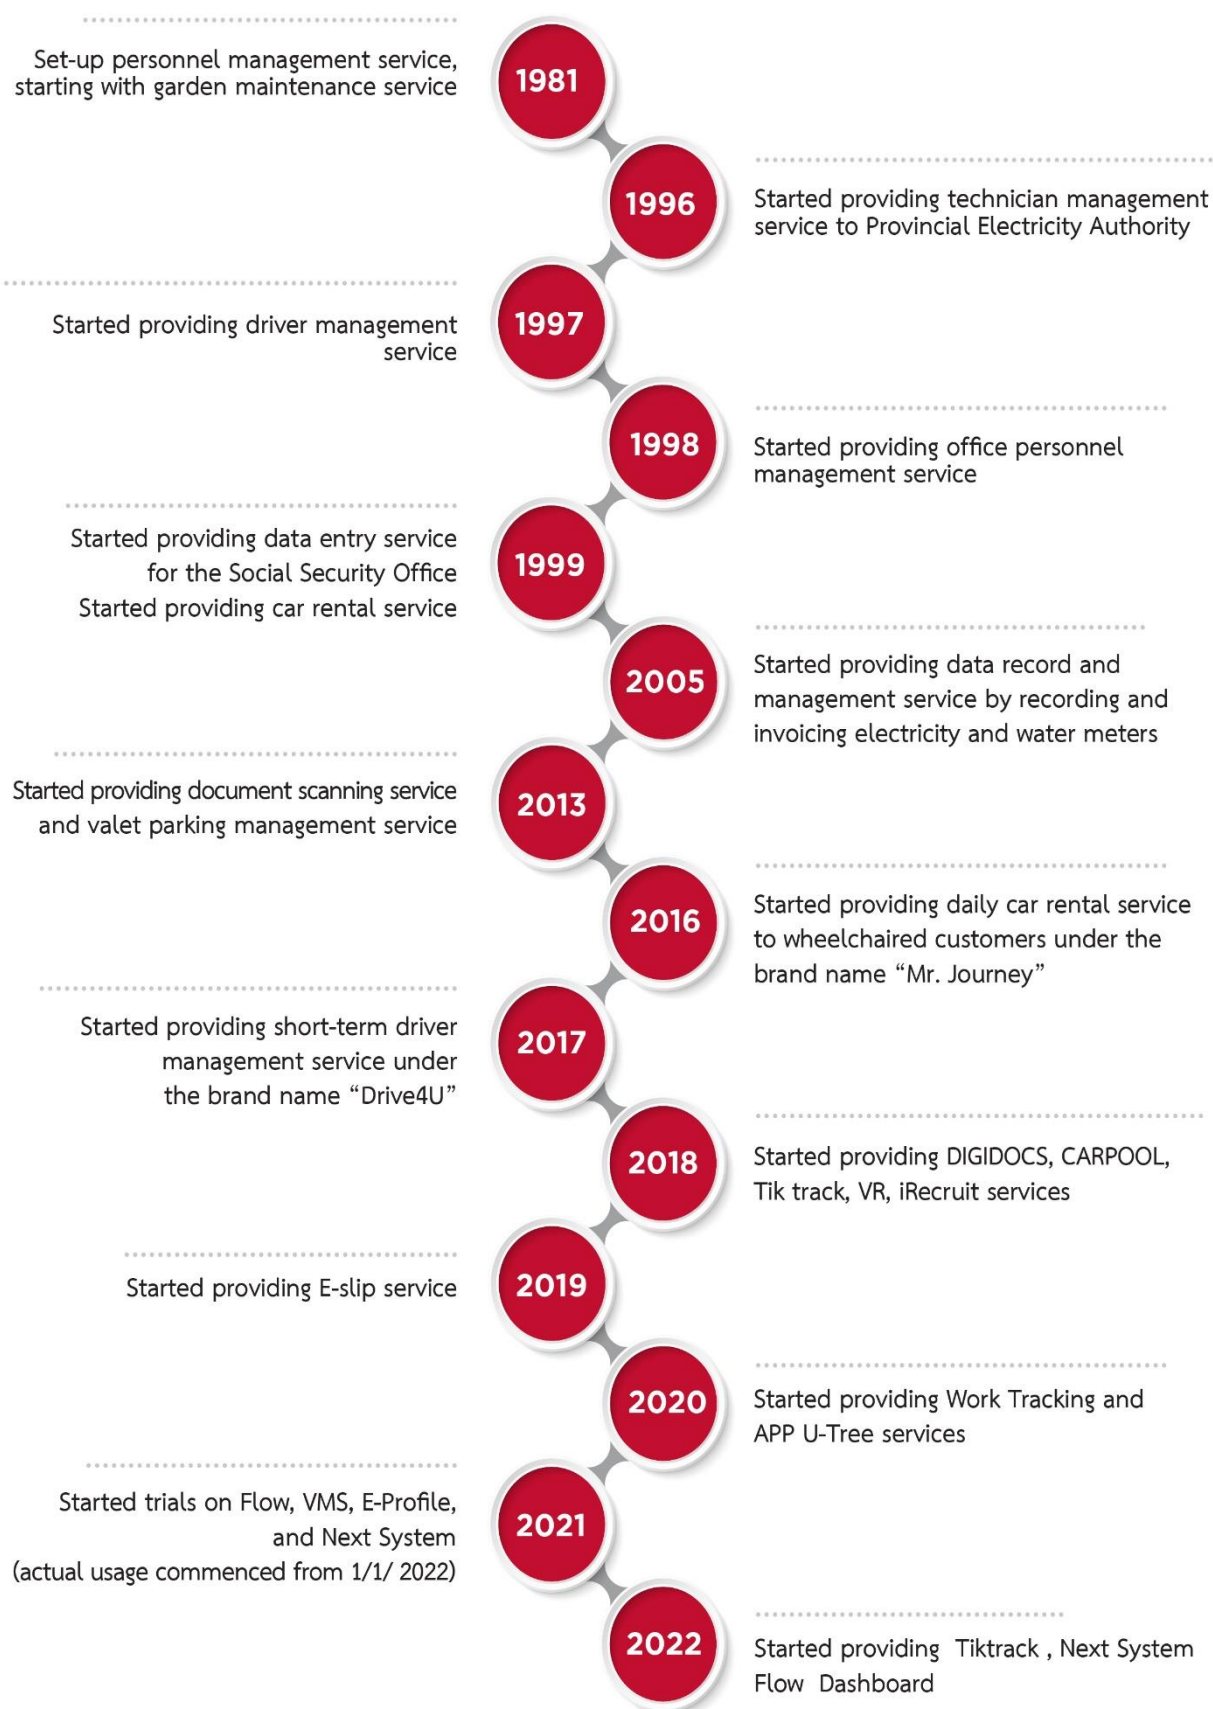 Set-up personnel management service,
starting with garden maintenance service
1981
1996
Started providing technician management
service to Provincial Electricity Authority
Started providing driver management
service
1997
1998
Started providing office personnel
management service
Started providing data entry service
for the Social Security Office
Started providing car rental service
1999
2005
Started providing data record and
management service by recording and
invoicing electricity and water meters
Started providing document scanning service
and valet parking management service
2013
2016
Started providing daily car rental service
to wheelchaired customers under the
brand name “Mr. Journey”
Started providing short-term driver
management service under
the brand name “Drive4U”
2017
2018
Started providing DIGIDOCS, CARPOOL,
Tik track, VR, iRecruit services
Started providing E-slip service
2019
2020
Started providing Work Tracking and
APP U-Tree services
Started trials on Flow, VMS, E-Profile,
and Next System
(actual usage commenced from 1/1/ 2022)
2021
2022
Started providing Tiktrack , Next System
Flow Dashboard